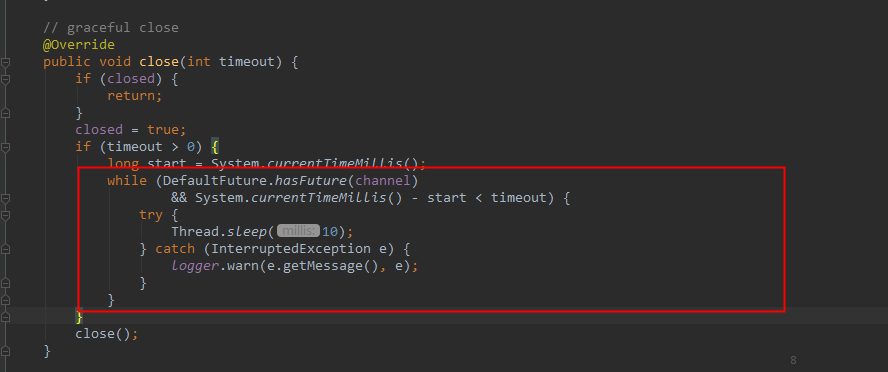 // graceful close
@Override
public void close(int timeout) {
if (closed) {
return;
}
closed = true;
if (timeout > 0) {
long start = System.currentTimeMillis();
while (DefaultFuture.hasFuture(channel)
&& System.currentTimeMillis() - start < timeout) {
try {
Thread.sleep( millis: 10);
} catch (InterruptedException e) {
logger.warn(e.getMessage(), e);
}
}
}
close();
}
8